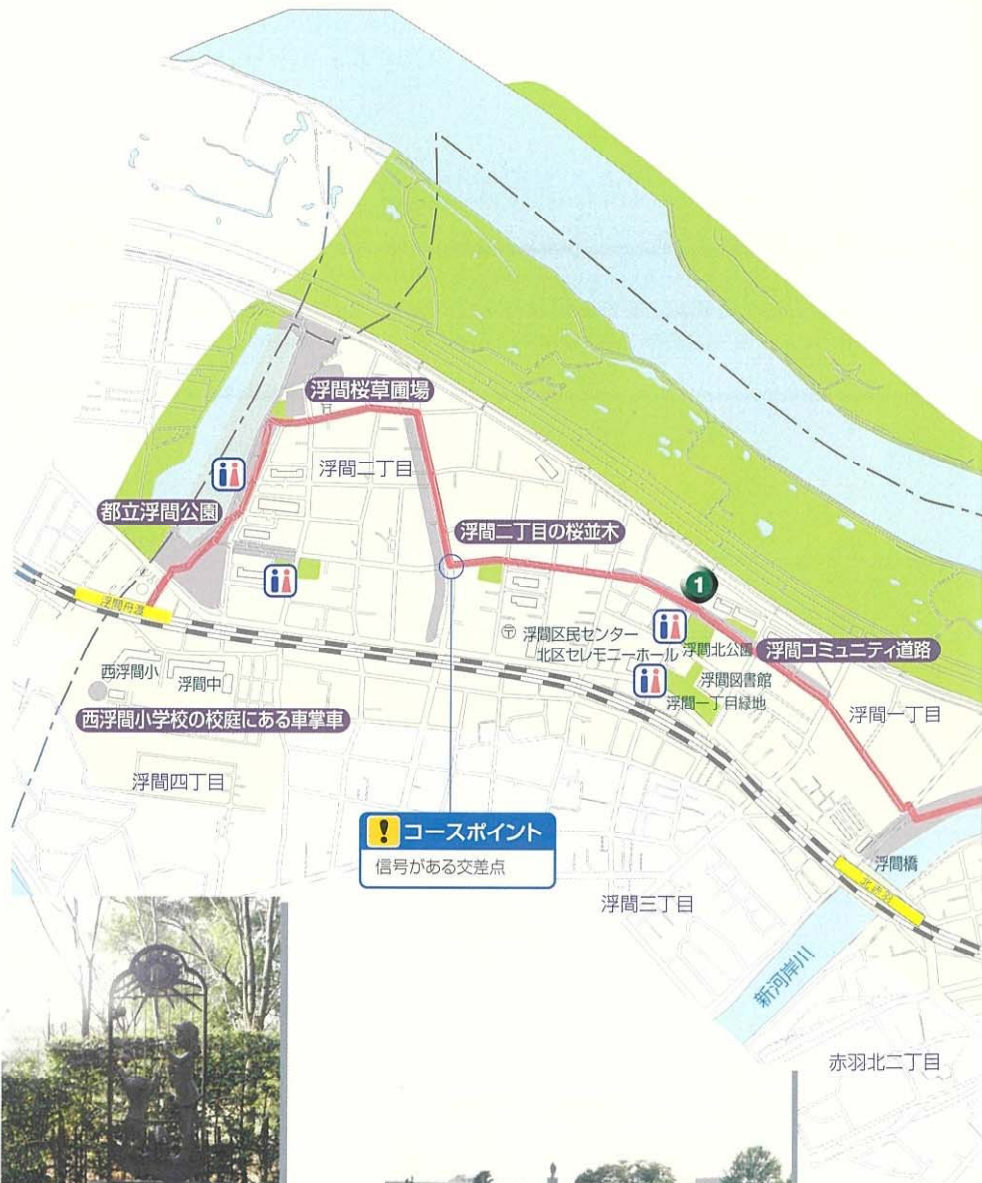 浮間桜草圃場
浮間二丁目
都立浮間公園
浮間二丁目の桜並木
1
浮間舟渡
〒 浮間区民センター
北区セレモニーホール
浮間北公園
浮間コミュニティ道路
西浮間小
浮間中
浮間図書館
浮間一丁目緑地
浮間一丁目
西浮間小学校の校庭にある車掌車
浮間四丁目
! コースポイント
信号がある交差点
浮間橋
北赤羽
浮間三丁目
新河岸川
赤羽北二丁目